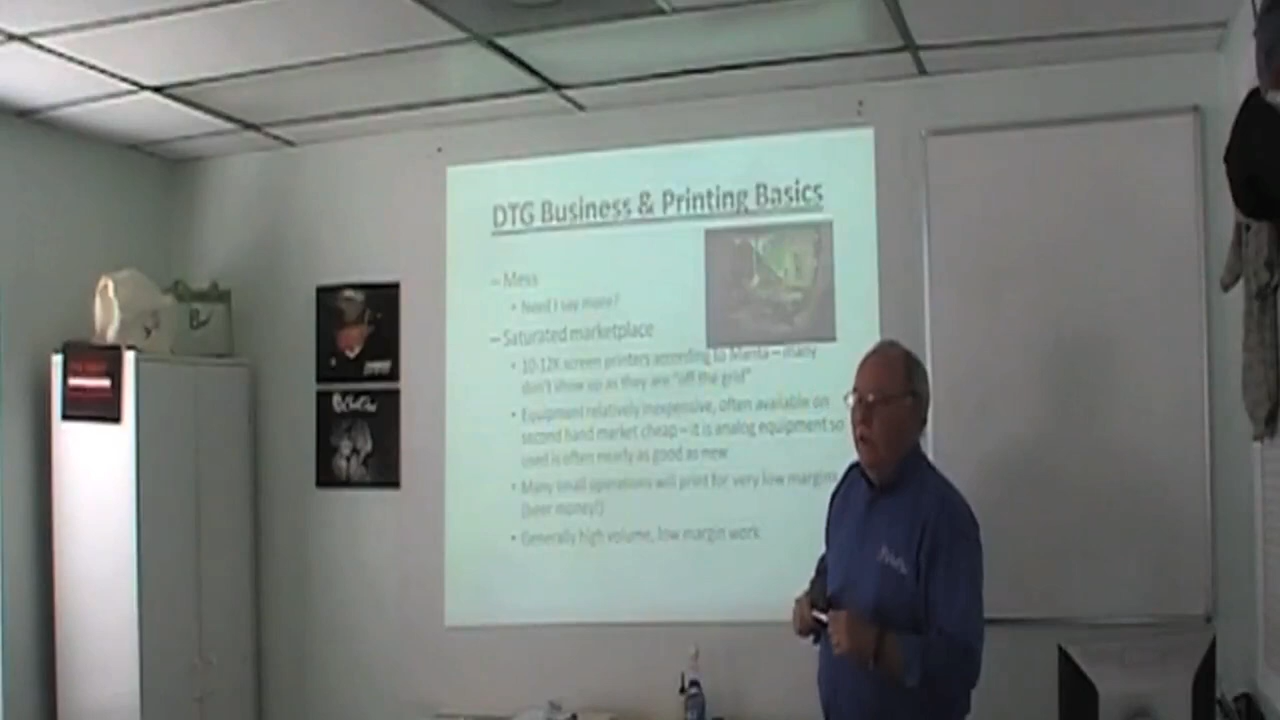 DTG Business & Printing Basics
– Mess
• Need I say more?
– Saturated marketplace
• 10-12K screen printers according to Manta – many
don't show up as they are "off the grid"
• Equipment relatively inexpensive, often available on
second hand market cheap – it is analog equipment so
used is often nearly as good as new
• Many small operations will print for very low margins
(beer money!)
• Generally high volume, low margin work